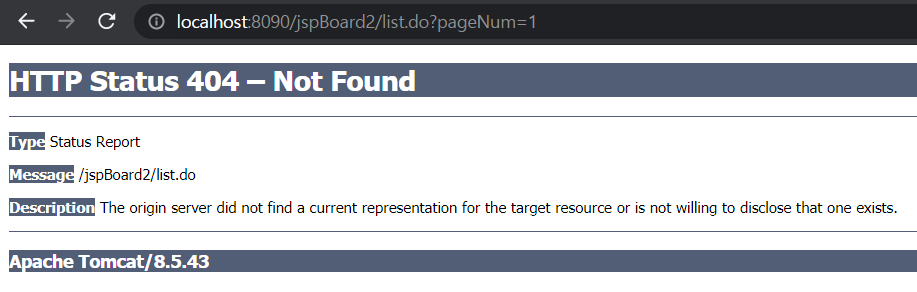 localhost:8090/jspBoard2/list.do?pageNum=1
HTTP Status 404 – Not Found
Type Status Report
Message /jspBoard2/list.do
Description The origin server did not find a current representation for the target resource or is not willing to disclose that one exists.
Apache Tomcat/8.5.43